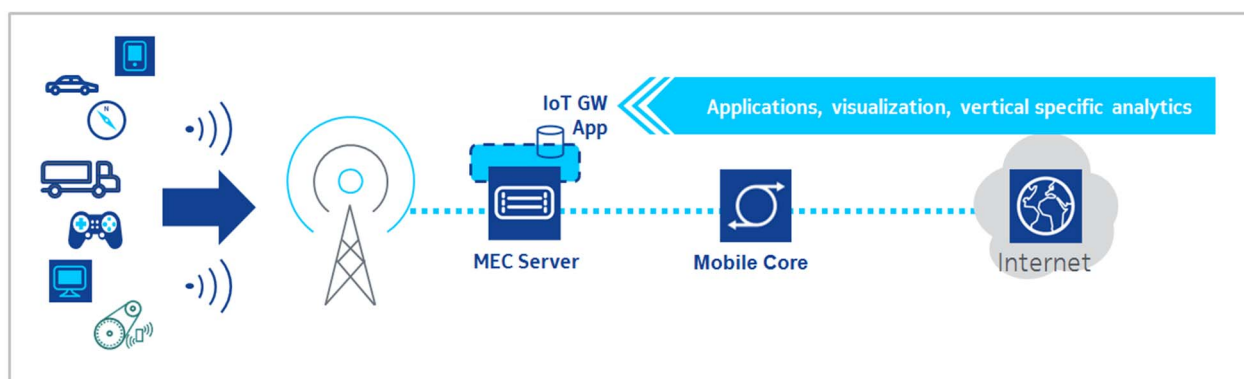 IoT GW
App
Applications, visualization, vertical specific analytics
N
MEC Server
Mobile Core
Internet